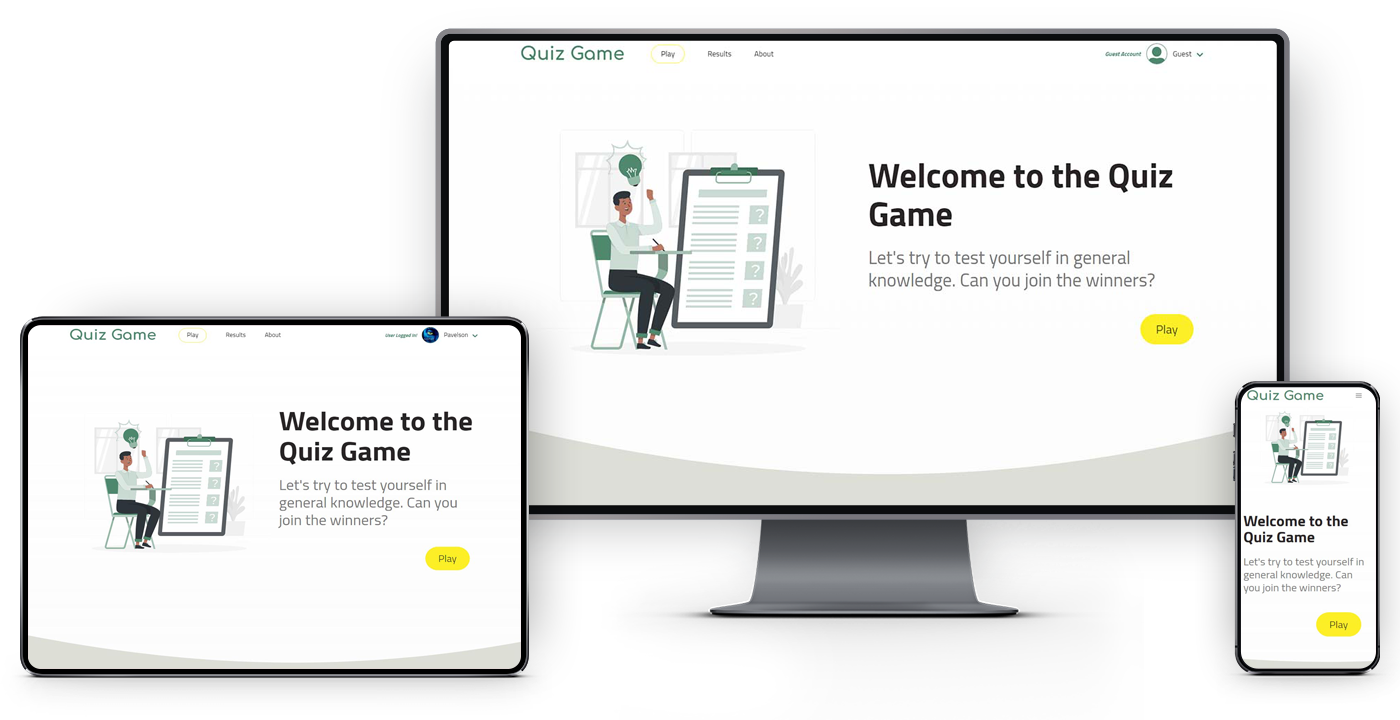 Quiz Game
Play
Results
About
Guest Account
Guest
Welcome to the Quiz
Game
Let's try to test yourself in general
knowledge. Can you join the winners?
Play
?
?
?
?
Quiz Game
Play
Results
About
User Logged in!
Pavelson
Welcome to the
Quiz Game
Let's try to test yourself in
general knowledge. Can you
join the winners?
Play
?
?
?
?
Quiz Game
Welcome to the
Quiz Game
Let's try to test yourself in
general knowledge. Can
you join the winners?
Play
?
?
?
?